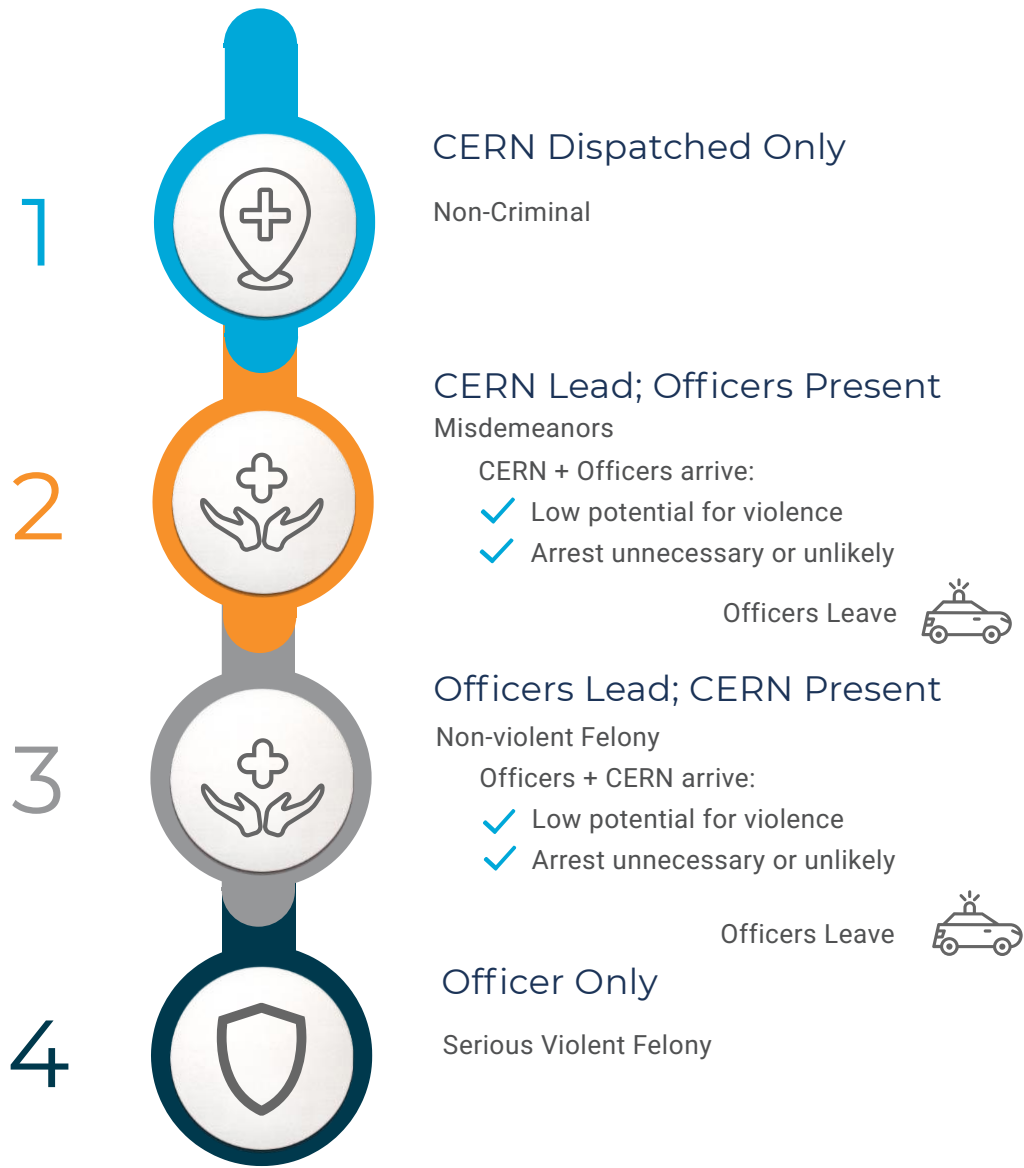 1
CERN Dispatched Only
Non-Criminal
2
CERN Lead; Officers Present
Misdemeanors
CERN + Officers arrive:
Low potential for violence
Arrest unnecessary or unlikely
Officers Leave
3
Officers Lead; CERN Present
Non-violent Felony
Officers + CERN arrive:
Low potential for violence
Arrest unnecessary or unlikely
Officers Leave
4
Officer Only
Serious Violent Felony